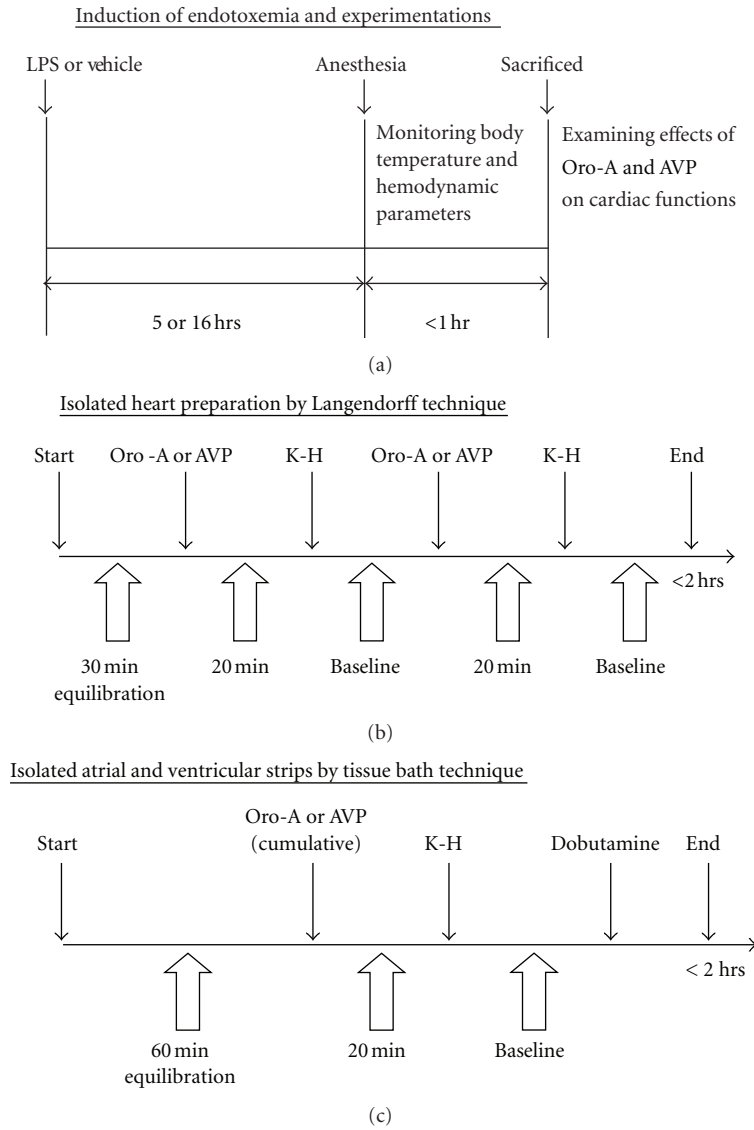 Induction of endotoxemia and experimentations
LPS or vehicle
Anesthesia
Sacrificed
Monitoring body
temperature and
hemodynamic
parameters
Examining effects of
Oro-A and AVP
on cardiac functions
5 or 16 hrs
<1 hr
(a)
Isolated heart preparation by Langendorff technique
Start
Oro -A or AVP
K-H
Oro-A or AVP
K-H
End
<2 hrs
30 min
equilibration
20 min
Baseline
20 min
Baseline
(b)
Isolated atrial and ventricular strips by tissue bath technique
Start
Oro-A or AVP
(cumulative)
K-H
Dobutamine
End
< 2 hrs
60 min
equilibration
20 min
Baseline
(c)